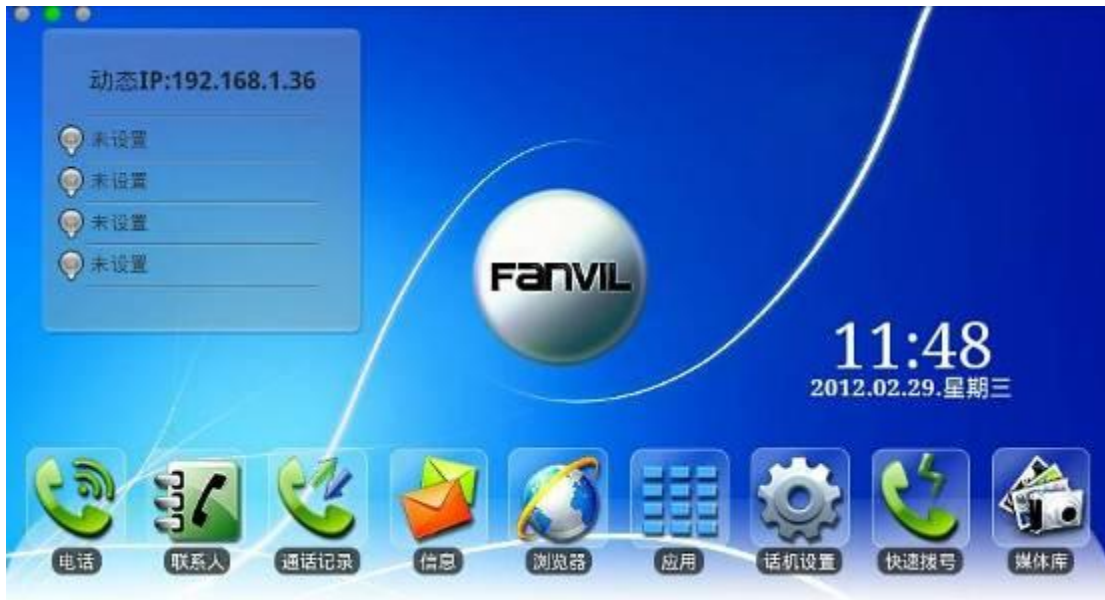 动态IP:192.168.1.36
未设置
未设置
未设置
未设置
Fanvil
11:48
2012.02.29.星期三
电话
联系人
通话记录
信息
浏览器
应用
话机设置
快速拨号
媒体库